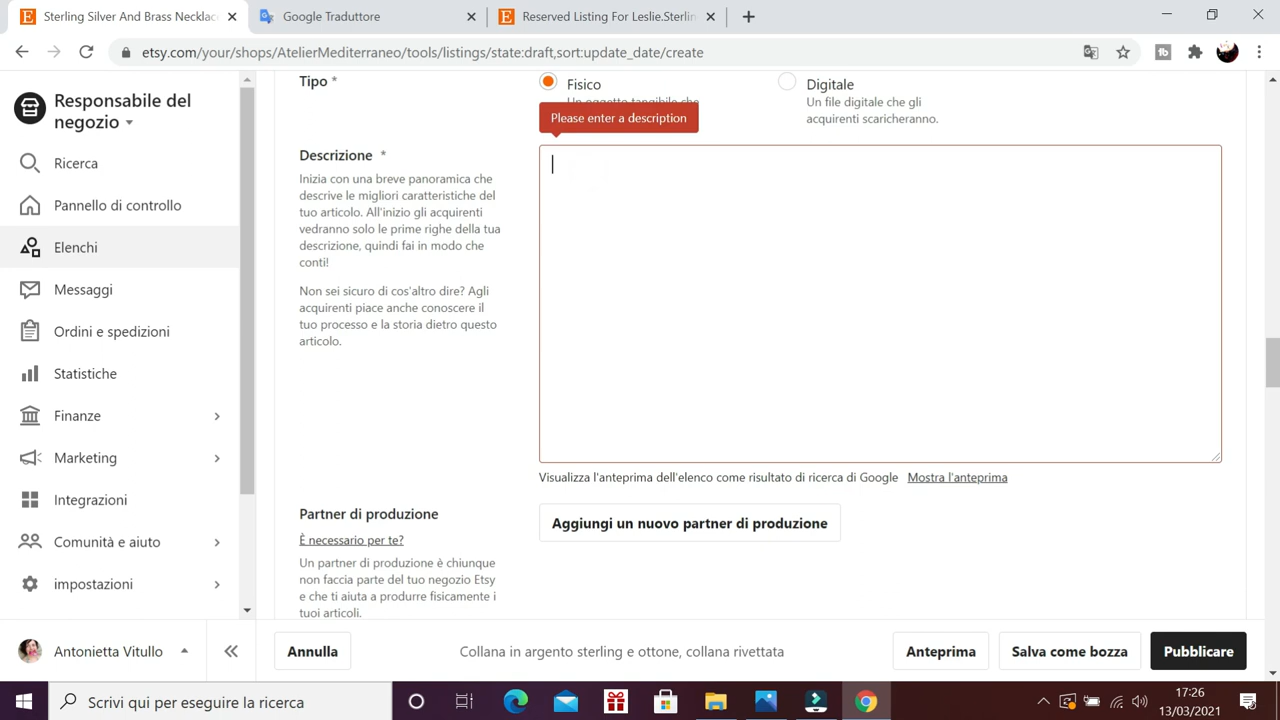 Sterling Silver And Brass Necklac
Google Traduttore
Reserved Listing For Leslie.Sterlin
etsy.com/your/shops/AtelierMediterraneo/tools/listings/state:draft,sort:update_date/create
Responsabile del
negozio
Ricerca
Pannello di controllo
Elenchi
Messaggi
Ordini e spedizioni
Statistiche
Finanze
Marketing
Integrazioni
Comunità e aiuto
impostazioni
Antonietta Vitullo
Tipo *
Fisico
Un oggetto tangibile che
Digitale
Un file digitale che gli
acquirenti scaricheranno.
Please enter a description
Descrizione *
Inizia con una breve panoramica che
descrive le migliori caratteristiche del
tuo articolo. All'inizio gli acquirenti
vedranno solo le prime righe della tua
descrizione, quindi fai in modo che
conti!
Non sei sicuro di cos'altro dire? Agli
acquirenti piace anche conoscere il
tuo processo e la storia dietro questo
articolo.
Visualizza l'anteprima dell'elenco come risultato di ricerca di Google Mostra l'anteprima
Partner di produzione
È necessario per te?
Un partner di produzione è chiunque
non faccia parte del tuo negozio Etsy
e che ti aiuta a produrre fisicamente i
tuoi articoli.
Aggiungi un nuovo partner di produzione
Annulla
Collana in argento sterling e ottone, collana rivettata
Anteprima
Salva come bozza
Pubblicare
Scrivi qui per eseguire la ricerca
17:26
13/03/2021